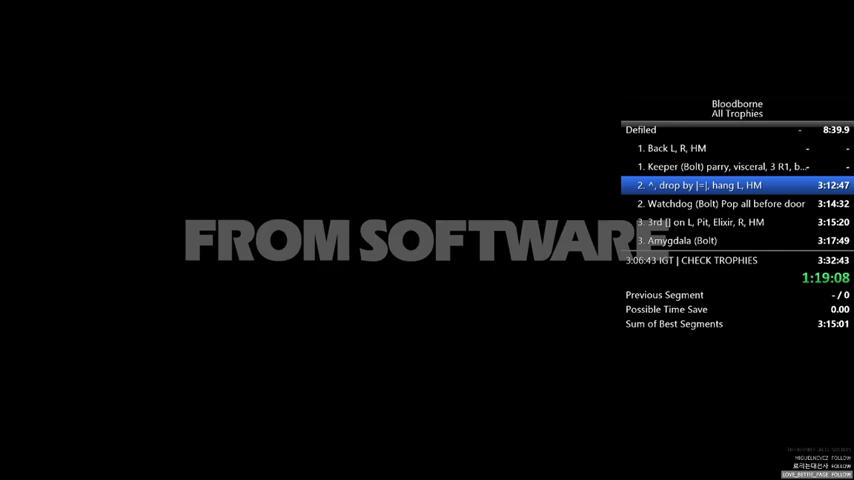 Bloodborne
All Trophies
Defiled - 8:39.9
1. Back L, R, HM - -
1. Keeper (Bolt) parry, visceral, 3 R1, b... - -
2. ^, drop by |=|, hang L, HM 3:12:47
2. Watchdog (Bolt) Pop all before door 3:14:32
3. 3rd [] on L, Pit, Elixir, R, HM 3:15:20
FROM SOFTWARE
3. Amygdala (Bolt) 3:17:49
3:06:43 IGT | CHECK TROPHIES 3:32:43
1:19:08
Previous Segment - / 0
Possible Time Save 0.00
Sum of Best Segments 3:15:01
FOLLOW
FOLLOW
LOVE_BETTIE_PAGE FOLLOW